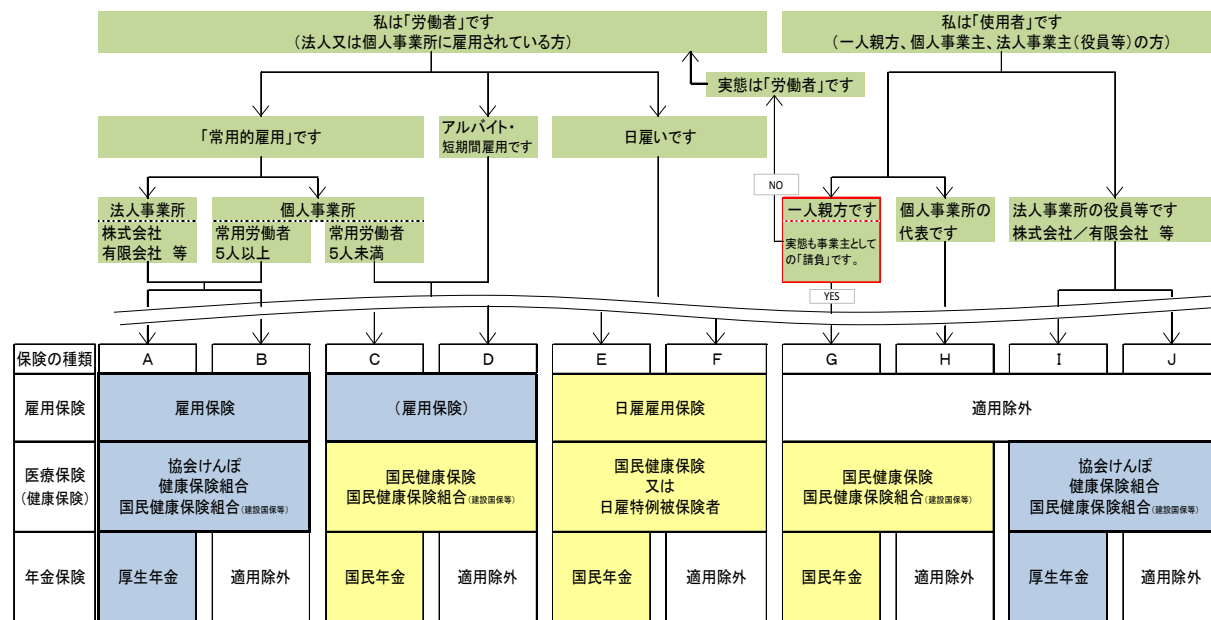 私は「労働者」です
(法人又は個人事業所に雇用されている方)
私は「使用者」です
(一人親方、個人事業主、法人事業主(役員等)の方)
実態は「労働者」です
「常用的雇用」です
アルバイト・
短期間雇用です
日雇いです
NO
法人事業所
株式会社
有限会社 等
個人事業所
常用労働者
5人以上
常用労働者
5人未満
一人親方です
実態も事業主として
の「請負」です。
個人事業所の
代表です
法人事業所の役員等です
株式会社/有限会社 等
YES
保険の種類 A B C D E F G H I J
雇用保険 雇用保険 (雇用保険) 日雇雇用保険 適用除外
医療保険
(健康保険)
協会けんぽ
健康保険組合
国民健康保険組合(建設国保等)
国民健康保険
国民健康保険組合(建設国保等)
国民健康保険
又は
日雇特例被保険者
国民健康保険
国民健康保険組合(建設国保等)
協会けんぽ
健康保険組合
国民健康保険組合(建設国保等)
年金保険 厚生年金 適用除外 国民年金 適用除外 国民年金 適用除外 国民年金 適用除外 厚生年金 適用除外